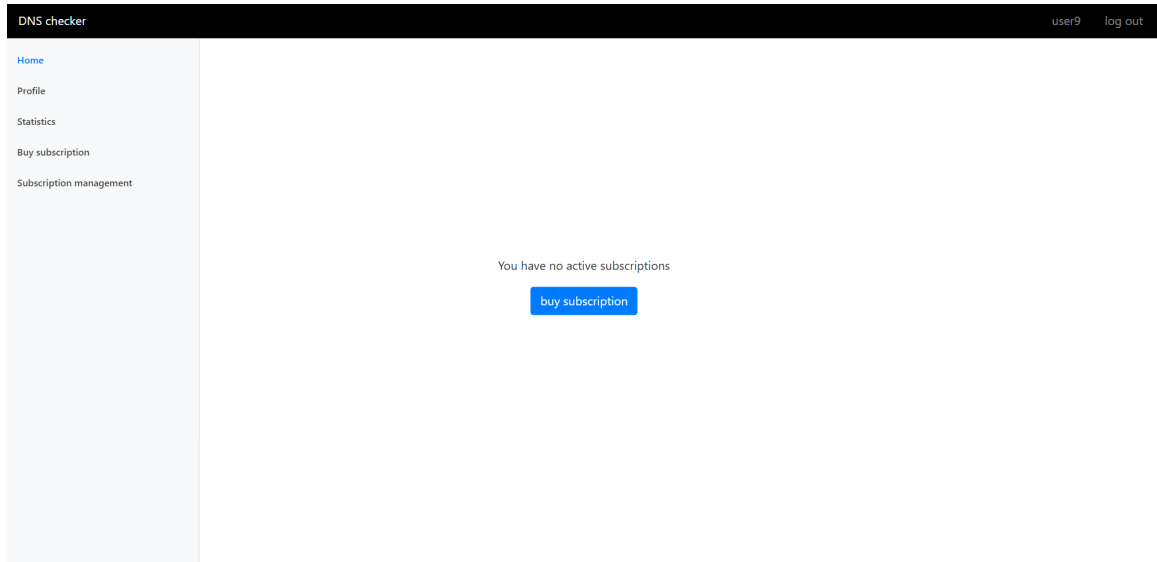 DNS checker
user9 log out
Home
Profile
Statistics
Buy subscription
Subscription management
You have no active subscriptions
buy subscription